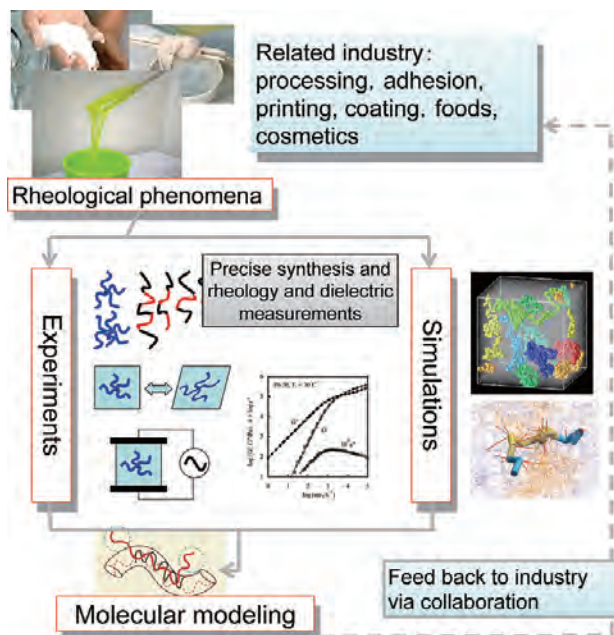 Related industry:
processing, adhesion,
printing, coating. foods,
cosmetics
Rheological phenomena
Precise synthesis and
rheology and dielectric
measurements
Experiments
Simulations
Feed back to industry
via collaboration
Molecular modeling